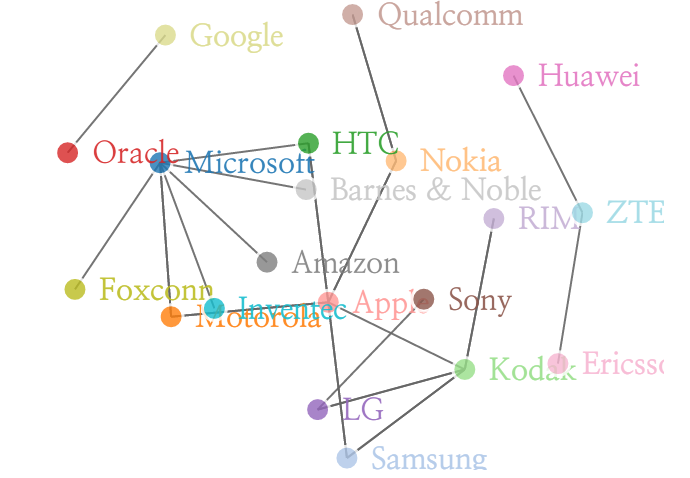 Qualcomm
Google
Huawei
HTC
Oracle
Nokia
Microsoft
Barnes & Noble
RIM
ZTE
Amazon
Foxconn
Sony
Apple
Inventec
Motorola
Kodak
Ericsso
LG
Samsung